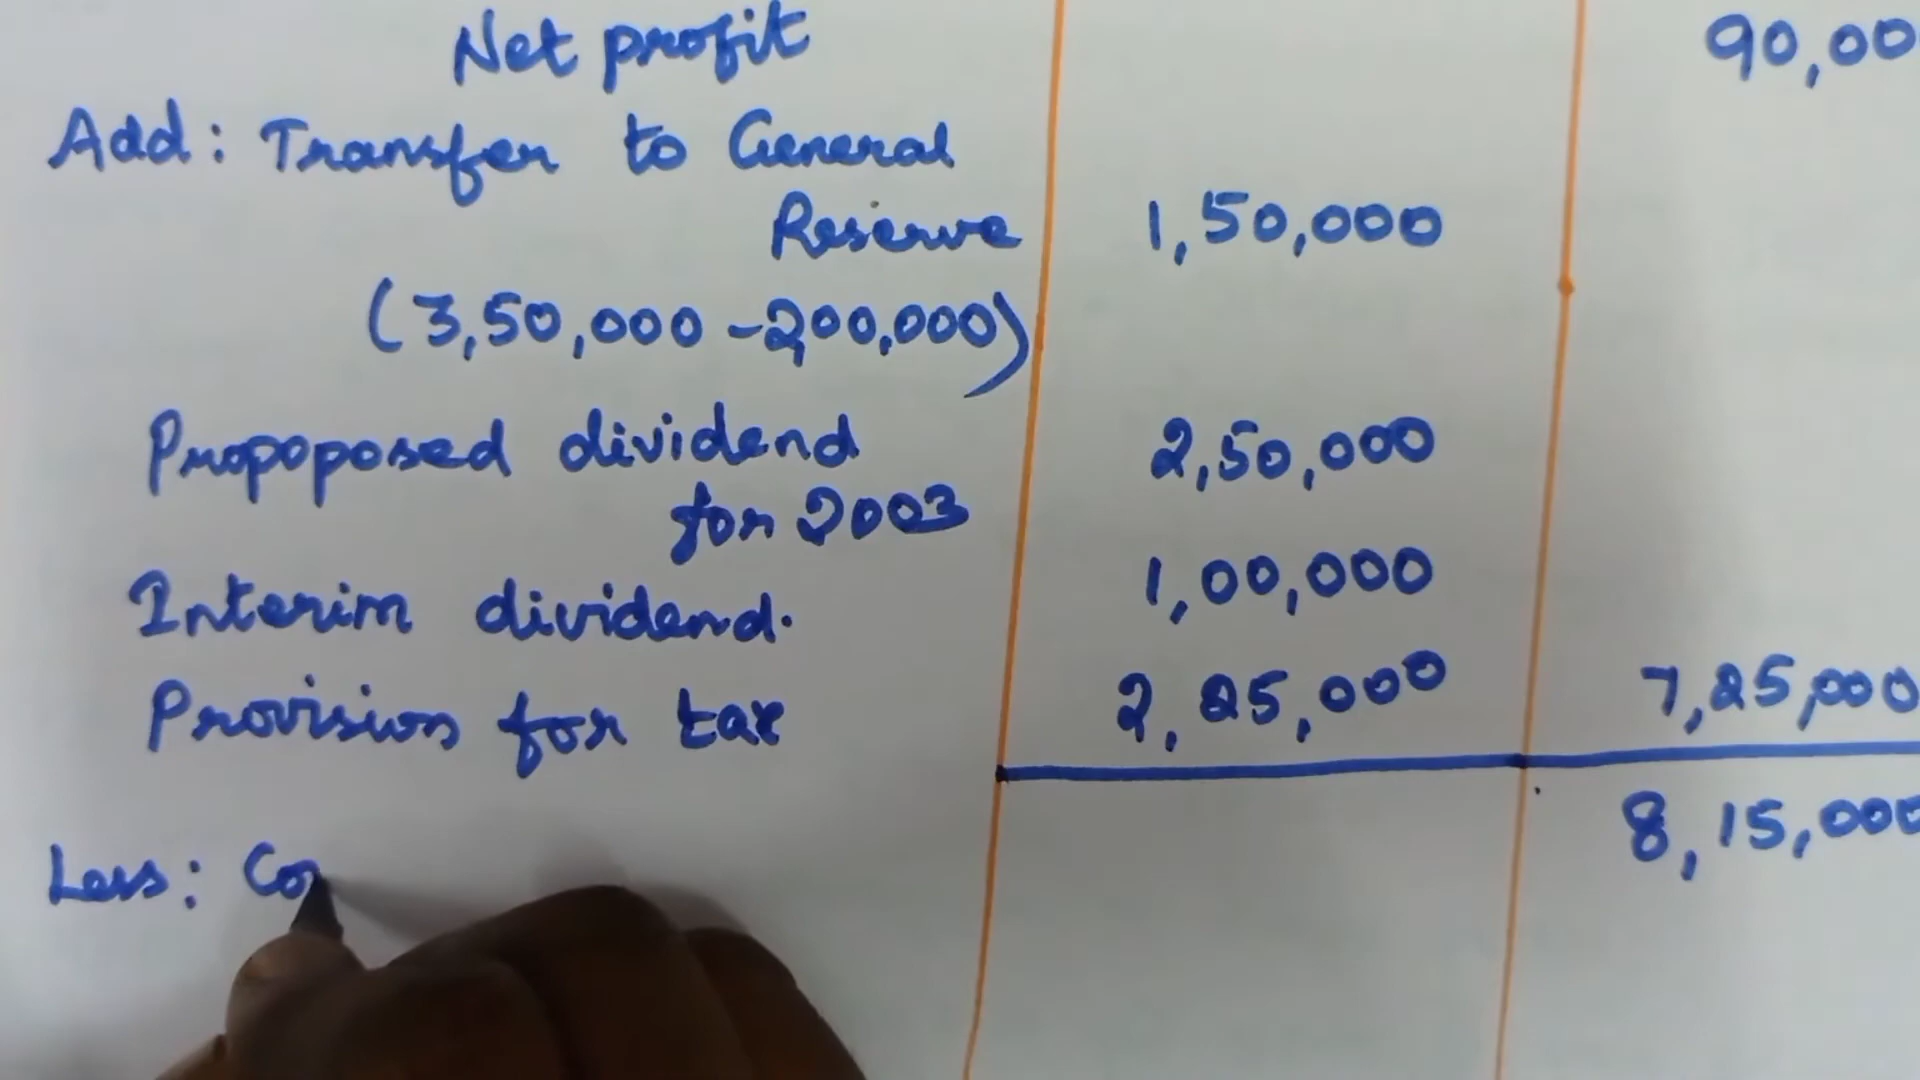 Net profit 90,00
Add: Transfer to General
Reserve 1,50,000
(3,50,000 - 200,000)
Propoposed dividend 2,50,000
for 2003
Interim dividend. 1,00,000
Provision for tax 2,25,000 7,25,000
8,15,000
Less: Co